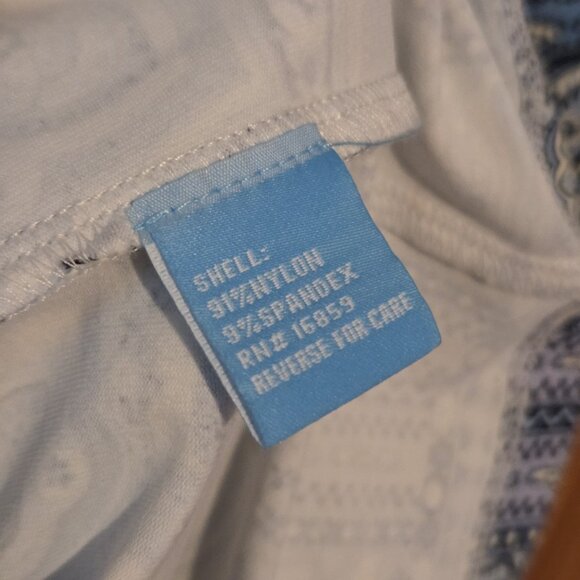 SHELL:
91%NYLON
9%SPANDEX
RN# 16859
REVERSE FOR CARE